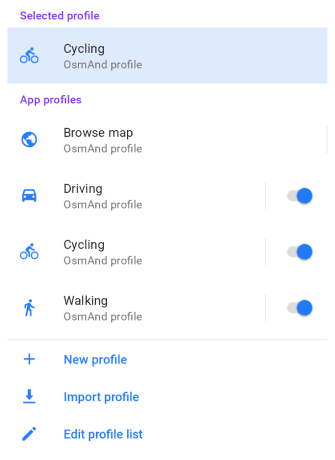 Selected profile
Cycling
OsmAnd profile
App profiles
Browse map
OsmAnd profile
Driving
OsmAnd profile
Cycling
OsmAnd profile
Walking
OsmAnd profile
New profile
Import profile
Edit profile list